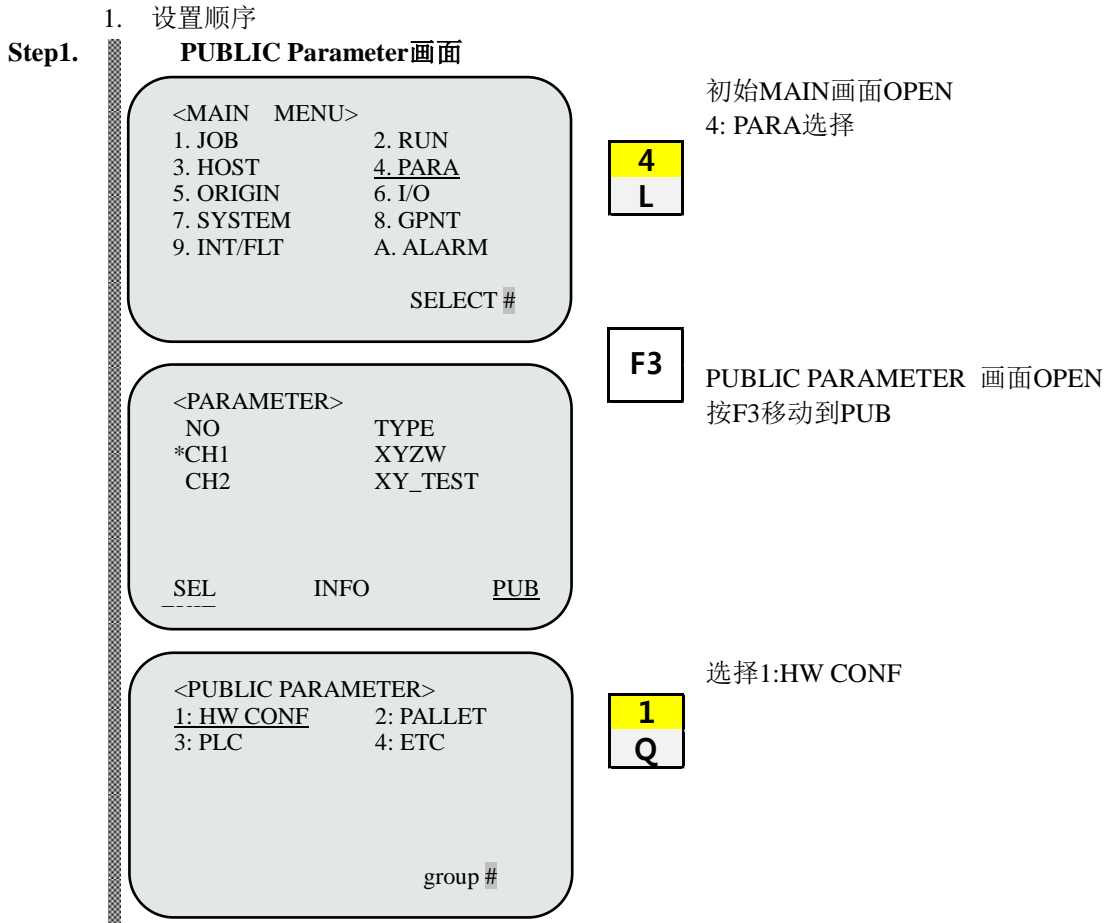 1. 设置顺序
Step1. PUBLIC Parameter画面
<MAIN MENU>
1. JOB 2. RUN
3. HOST 4. PARA
5. ORIGIN 6. I/O
7. SYSTEM 8. GPNT
9. INT/FLT A. ALARM
SELECT #
4
L
初始MAIN画面OPEN
4: PARA选择
<PARAMETER>
NO TYPE
*CH1 XYZW
CH2 XY_TEST
SEL INFO PUB
F3
PUBLIC PARAMETER 画面OPEN
按F3移动到PUB
<PUBLIC PARAMETER>
1: HW CONF 2: PALLET
3: PLC 4: ETC
group #
1
Q
选择1:HW CONF